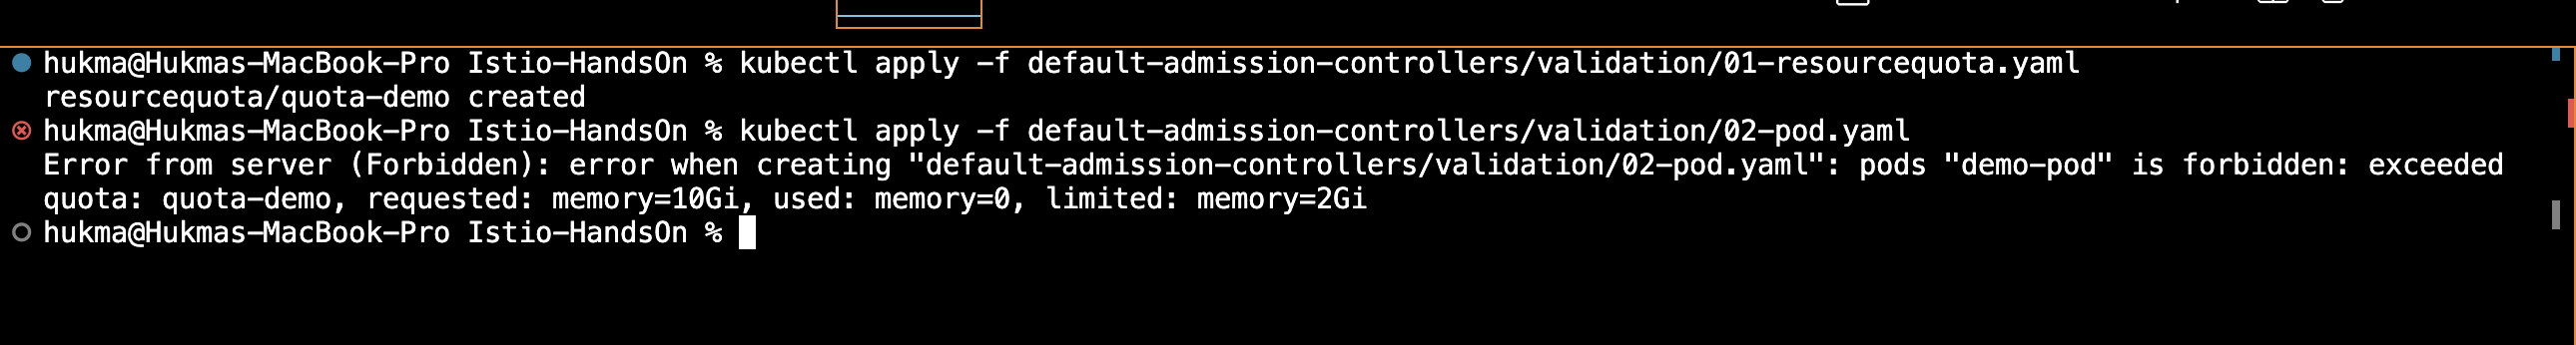 hukma@Hukmas-MacBook-Pro Istio-HandsOn % kubectl apply -f default-admission-controllers/validation/01-resourcequota.yaml
resourcequota/quota-demo created
hukma@Hukmas-MacBook-Pro Istio-HandsOn % kubectl apply -f default-admission-controllers/validation/02-pod.yaml
Error from server (Forbidden): error when creating "default-admission-controllers/validation/02-pod.yaml": pods "demo-pod" is forbidden: exceeded
quota: quota-demo, requested: memory=10Gi, used: memory=0, limited: memory=2Gi
hukma@Hukmas-MacBook-Pro Istio-HandsOn %